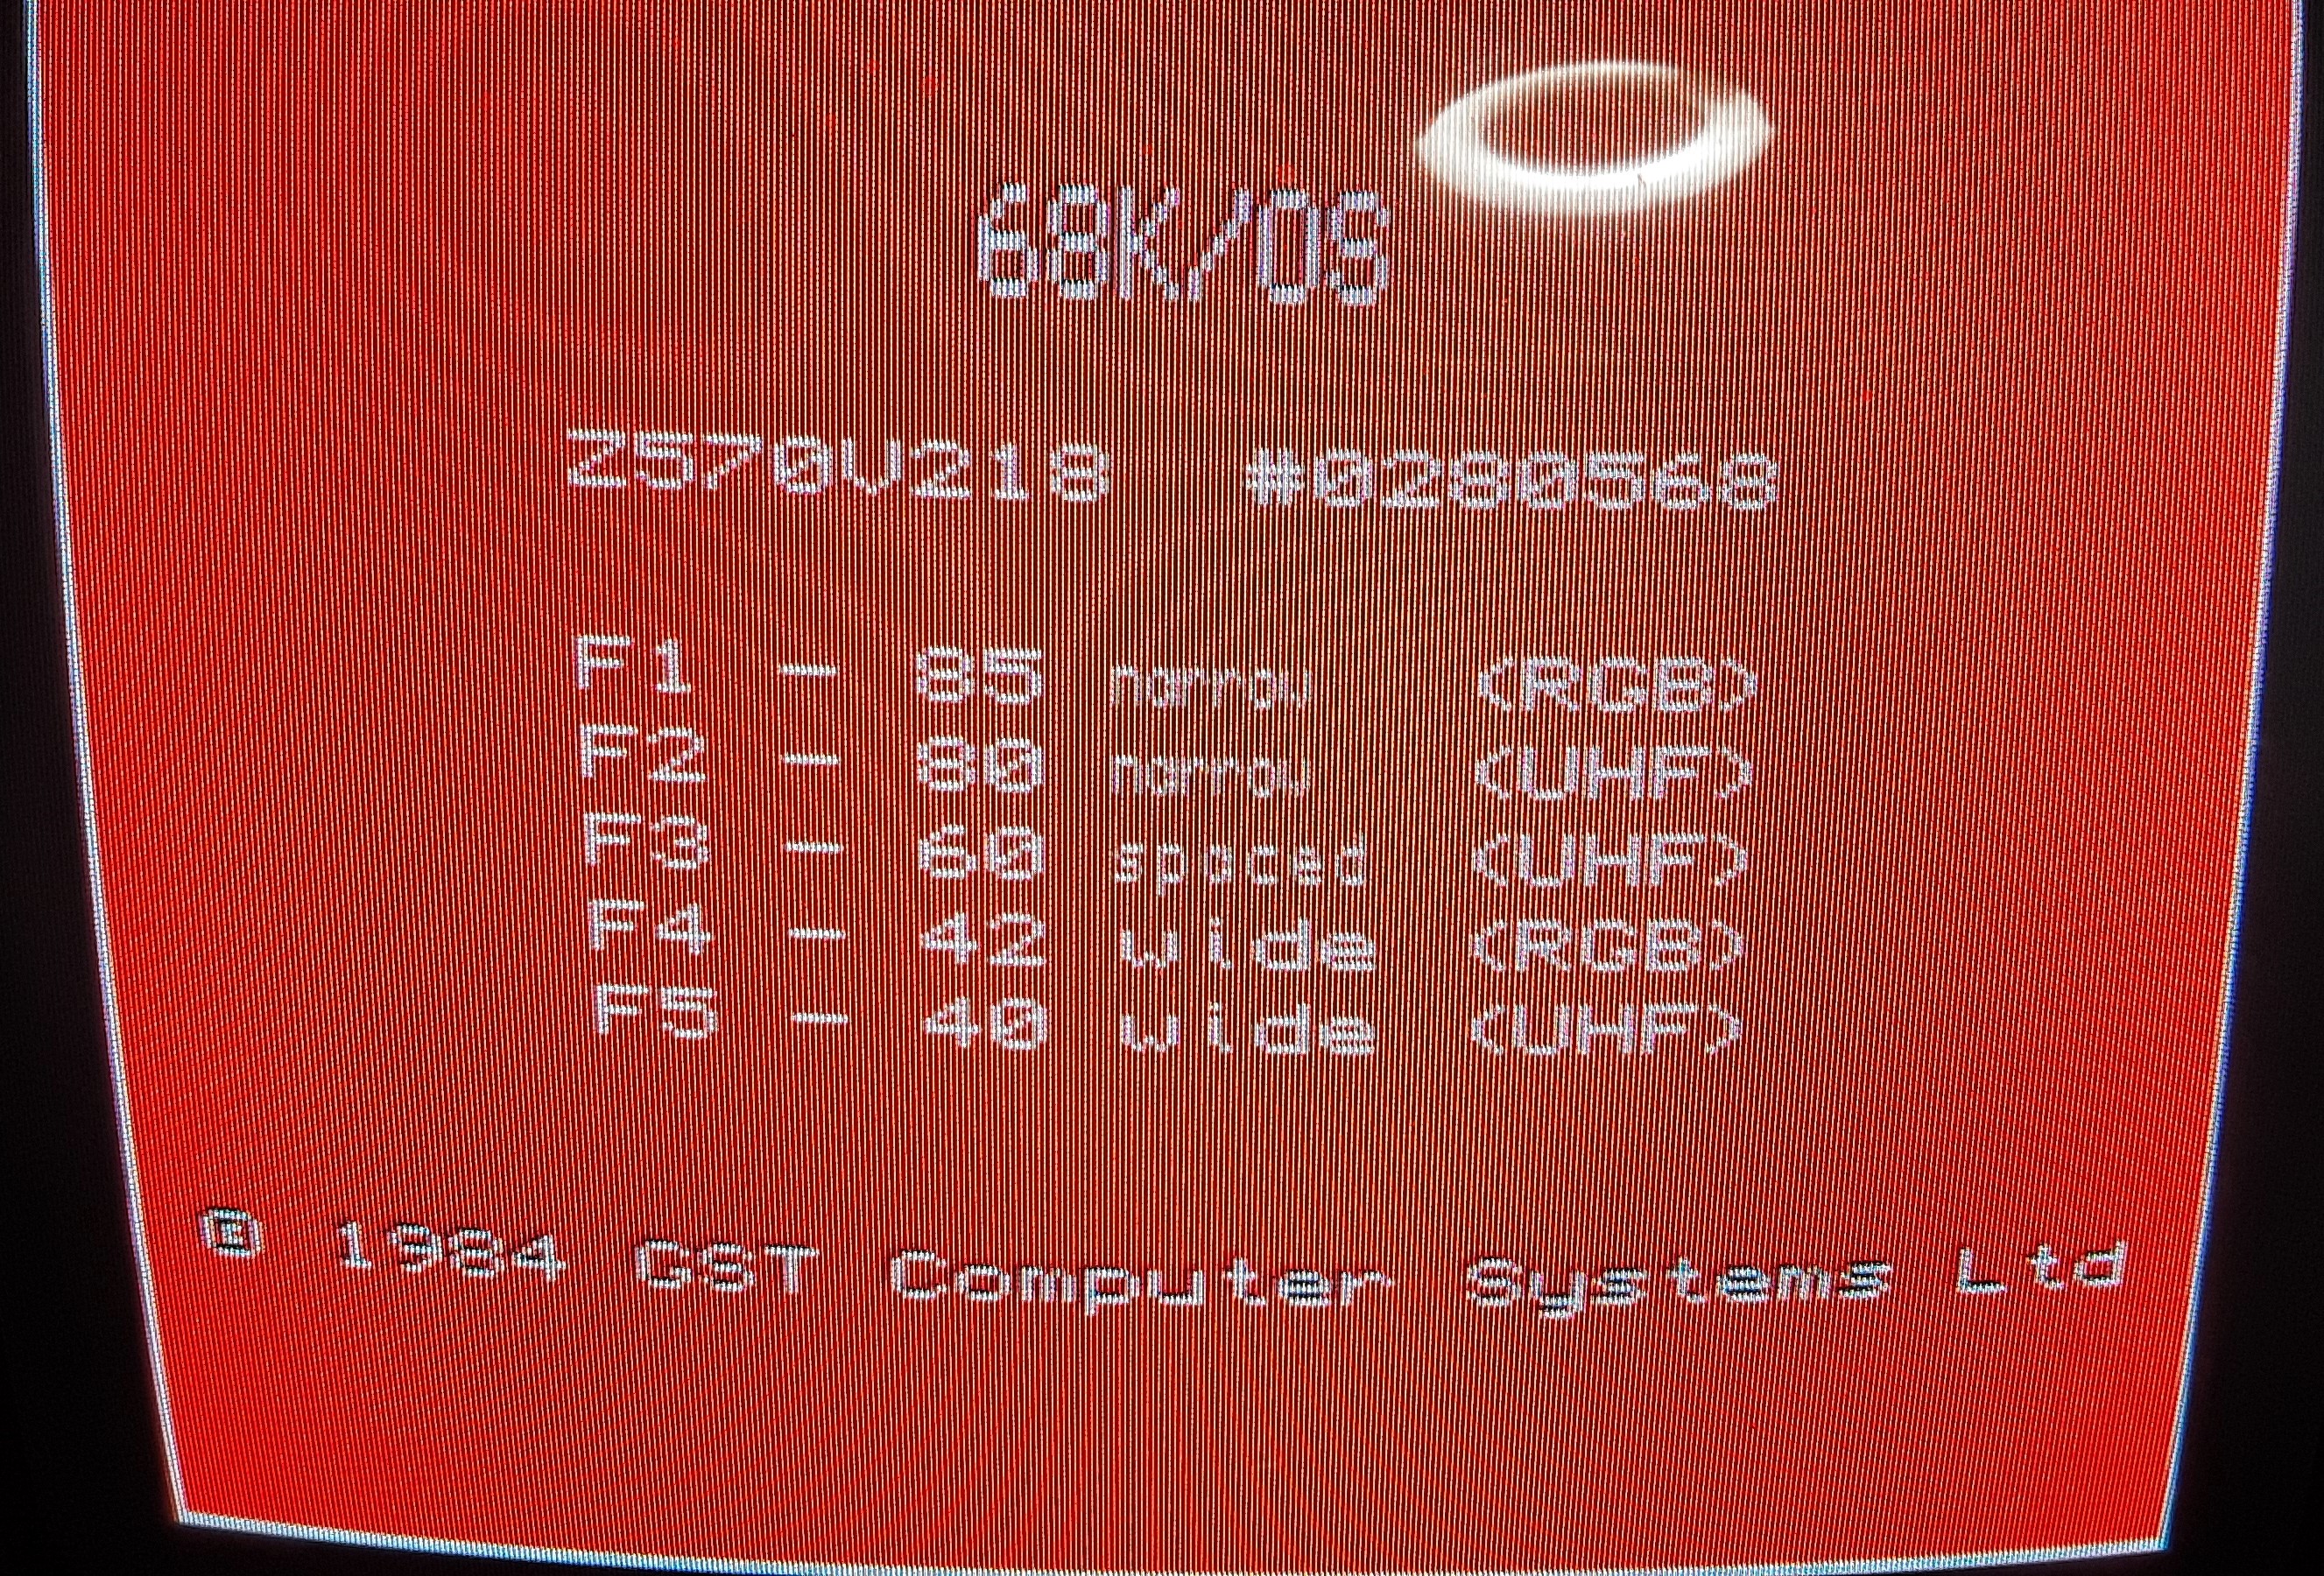 68K/OS
Z570V218 #0280568
F1 - 85 narrow (RGB)
F2 - 80 narrow (UHF)
F3 - 60 spaced (UHF)
F4 - 42 wide (RGB)
F5 - 40 wide (UHF)
© 1984 GST Computer Systems Ltd